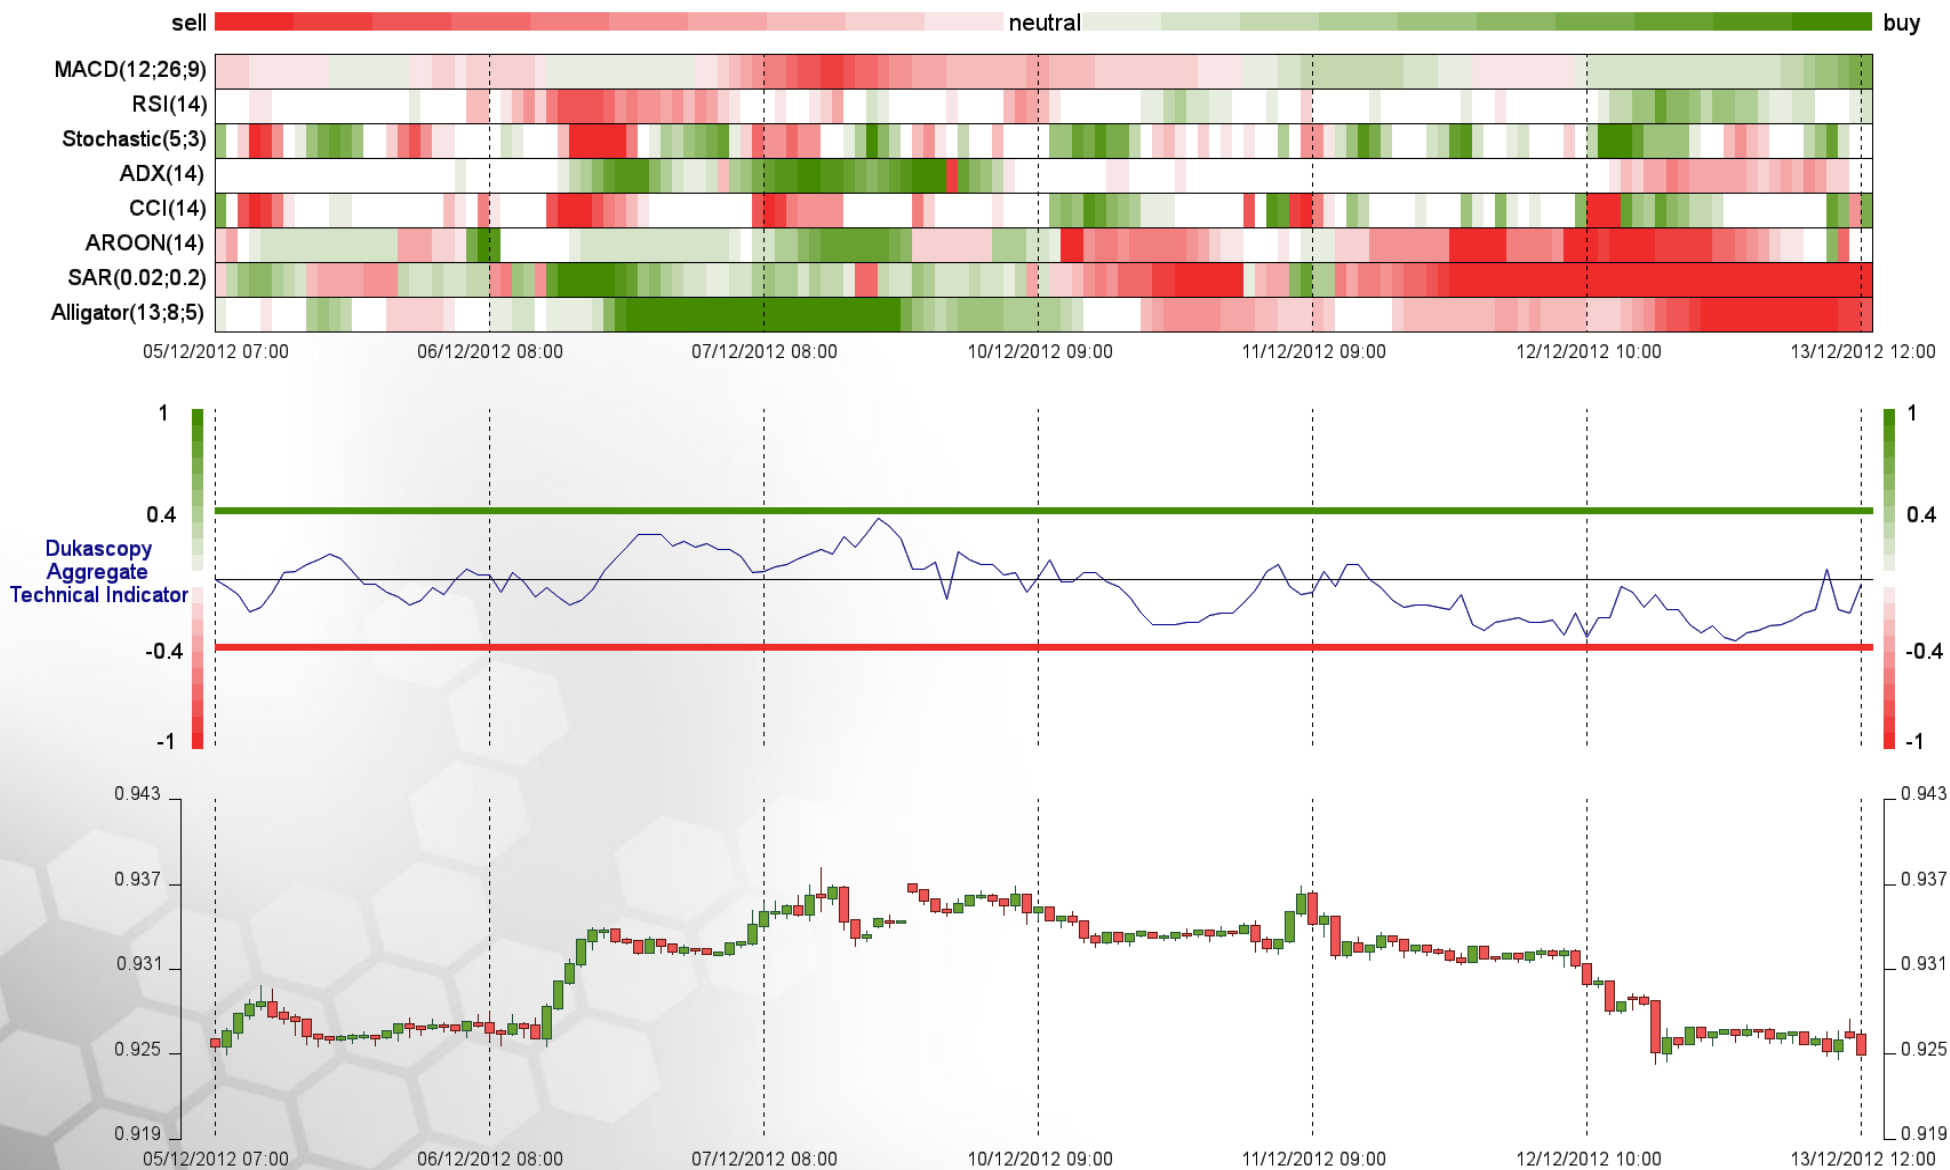 sell neutral buy
MACD(12;26;9)
RSI(14)
Stochastic(5;3)
ADX(14)
CCI(14)
AROON(14)
SAR(0.02;0.2)
Alligator(13;8;5)
05/12/2012 07:00 06/12/2012 08:00 07/12/2012 08:00 10/12/2012 09:00 11/12/2012 09:00 12/12/2012 10:00 13/12/2012 12:00
1 1
0.4 0.4
Dukascopy
Aggregate
Technical Indicator
-0.4 -0.4
-1 -1
0.943 0.943
0.937 0.937
0.931 0.931
0.925 0.925
0.919 0.919
05/12/2012 07:00 06/12/2012 08:00 07/12/2012 08:00 10/12/2012 09:00 11/12/2012 09:00 12/12/2012 10:00 13/12/2012 12:00